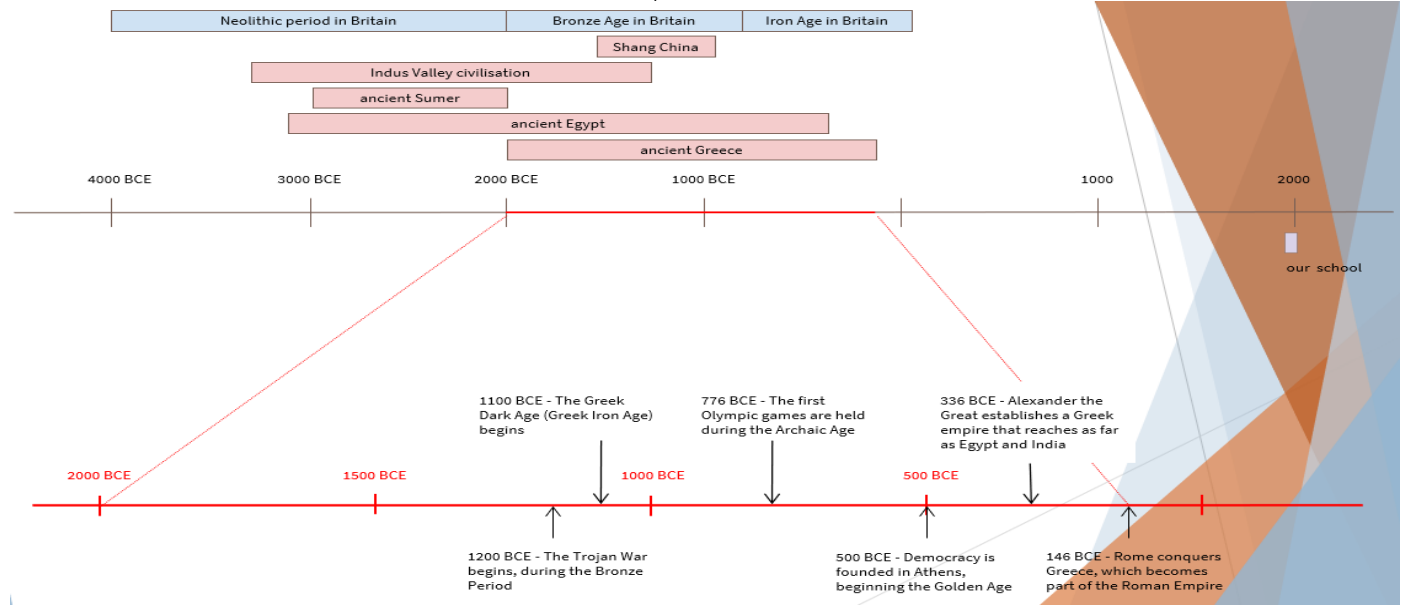 Neolithic period in Britain
Bronze Age in Britain
Iron Age in Britain
Shang China
Indus Valley civilisation
ancient Sumer
ancient Egypt
ancient Greece
4000 BCE
3000 BCE
2000 BCE
1000 BCE
1000
2000
our school
1100 BCE - The Greek
Dark Age (Greek Iron Age)
begins
776 BCE - The first
Olympic games are held
during the Archaic Age
336 BCE - Alexander the
Great establishes a Greek
empire that reaches as far
as Egypt and India
2000 BCE
1500 BCE
1000 BCE
500 BCE
1200 BCE - The Trojan War
begins, during the Bronze
Period
500 BCE - Democracy is
founded in Athens,
beginning the Golden Age
146 BCE - Rome conquers
Greece, which becomes
part of the Roman Empire